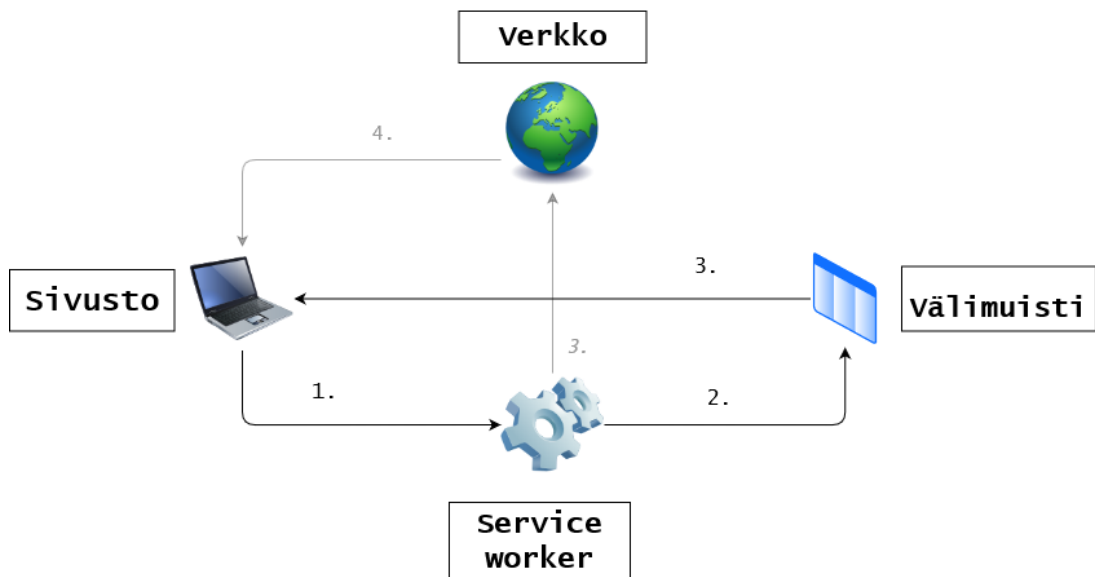 Verkko
4.
3.
Sivusto
Välimuisti
3.
1.
2.
Service
worker